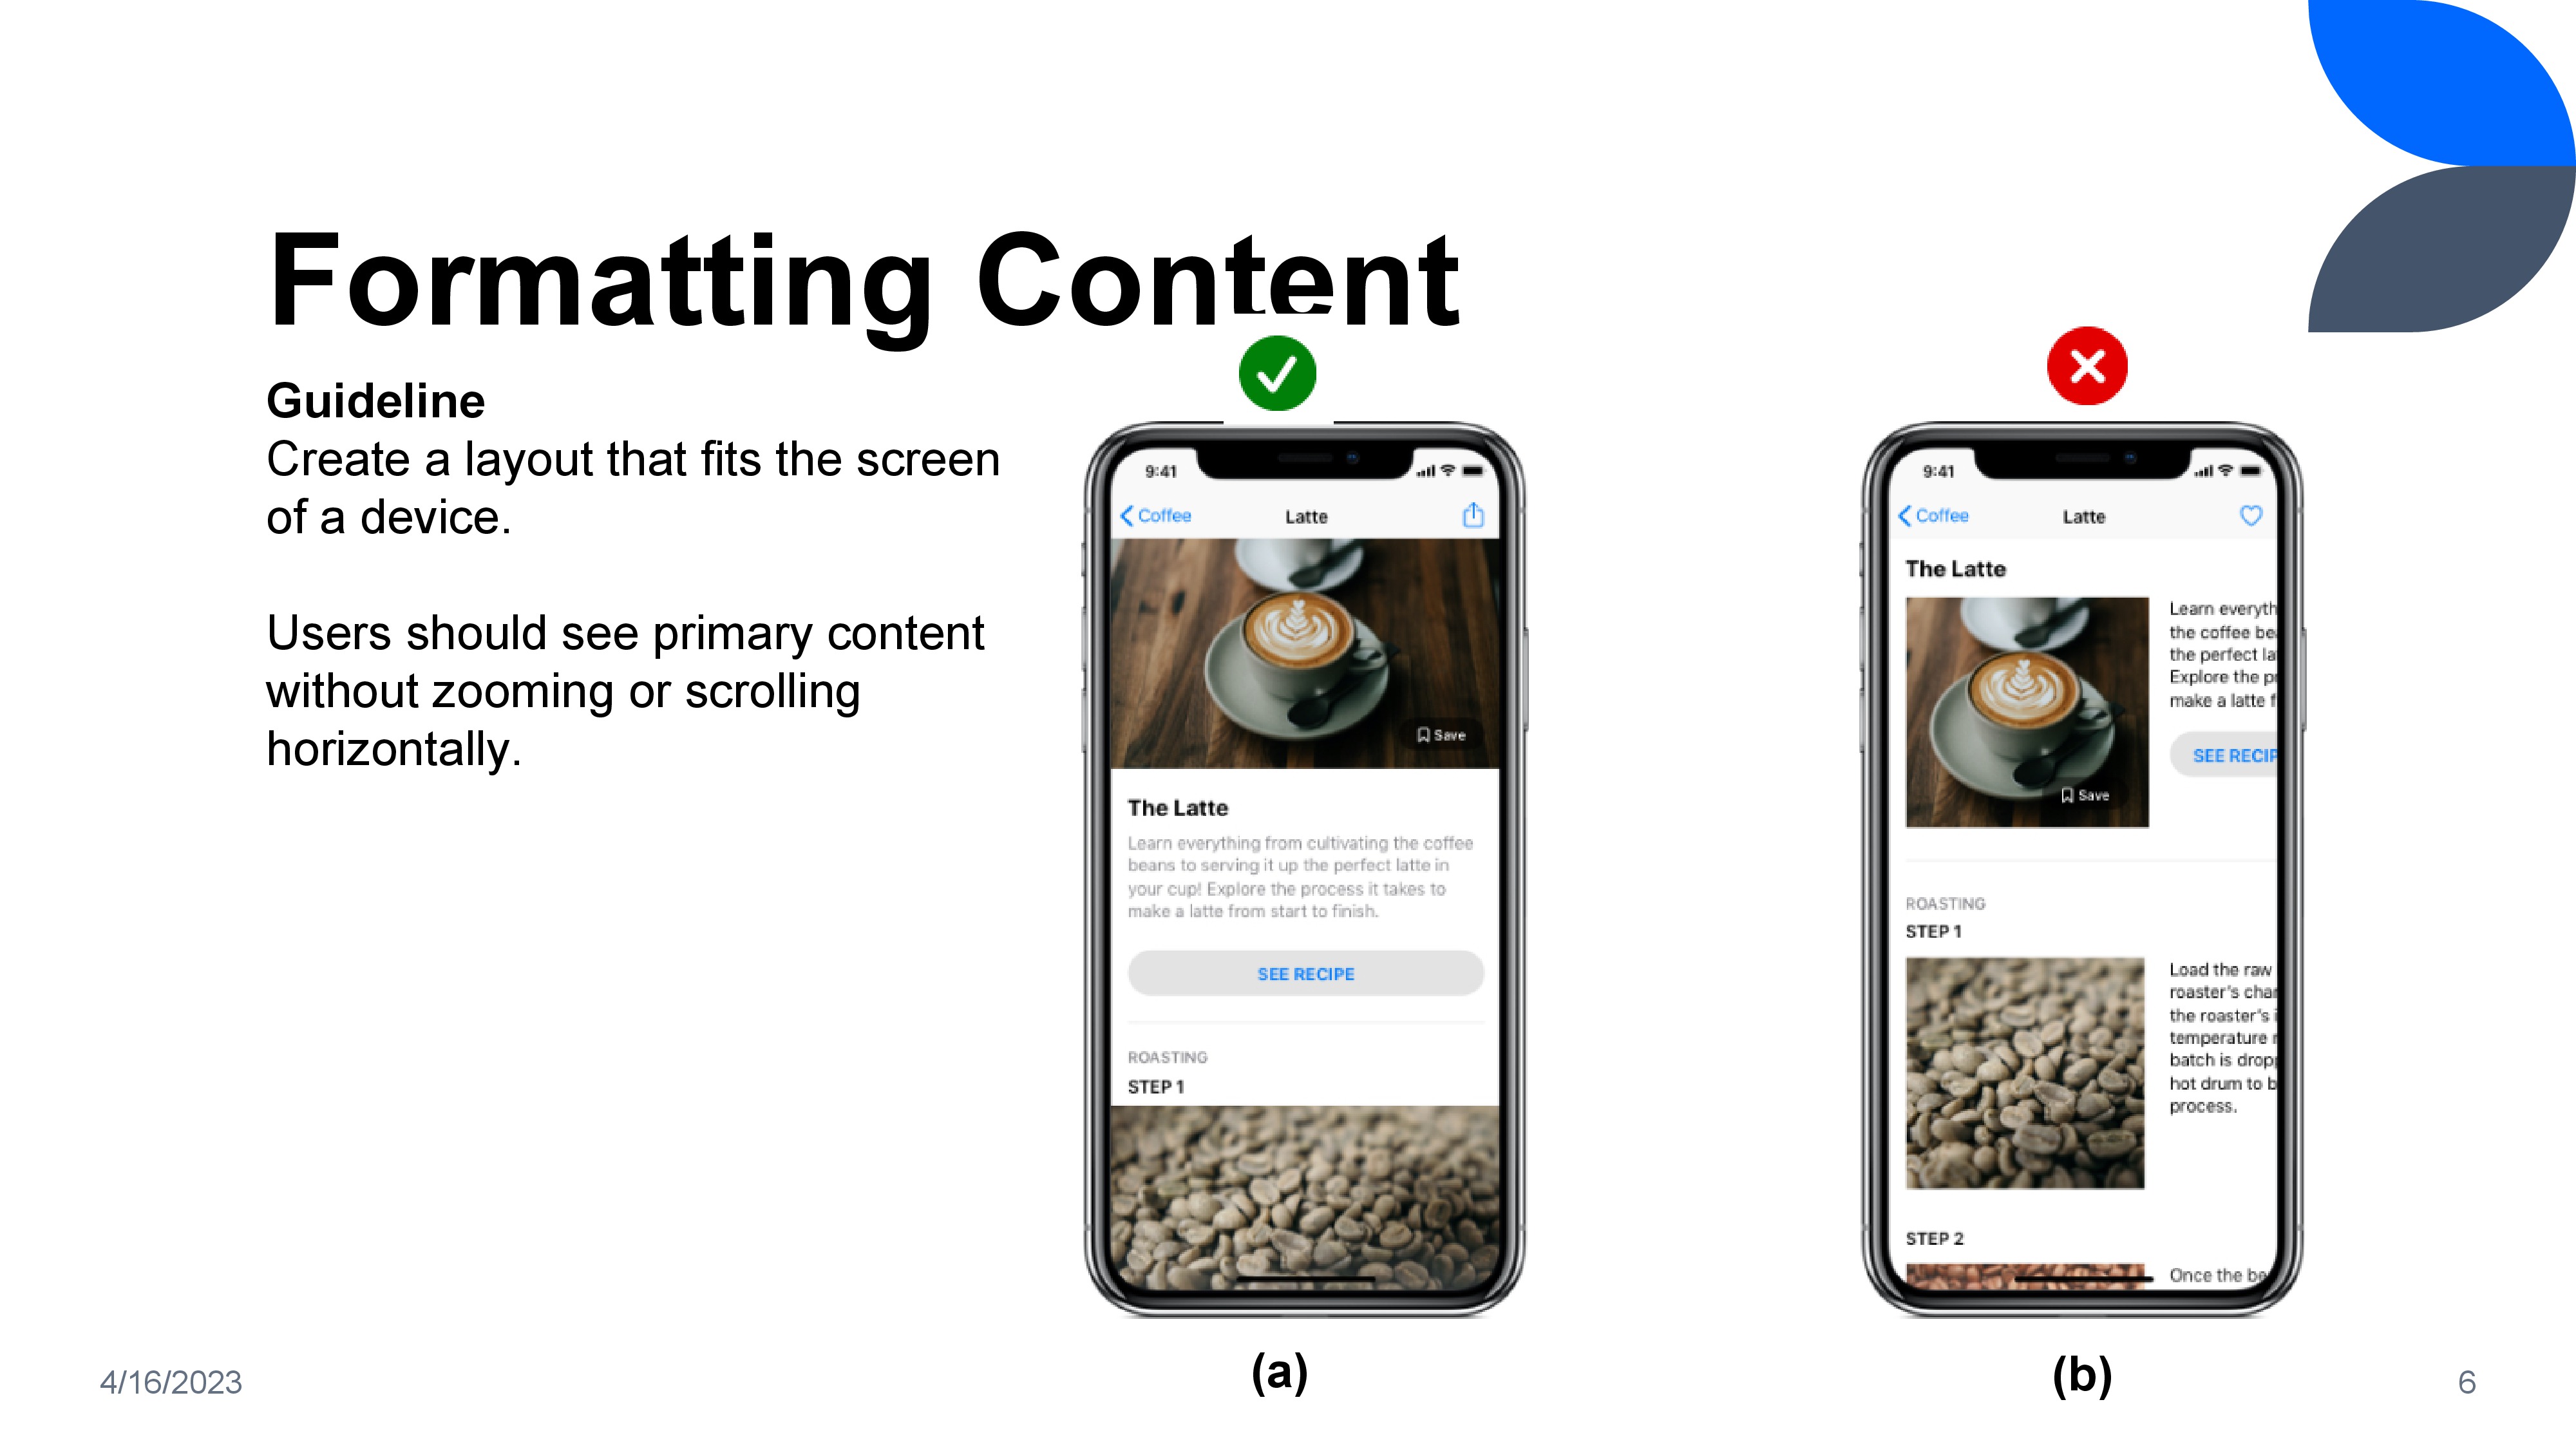 Formatting Content
Guideline
Create a layout that fits the screen
of a device.
Users should see primary content
without zooming or scrolling
horizontally.
9:41
Coffee
Latte
Save
The Latte
Learn everything from cultivating the coffee
beans to serving it up the perfect latte in
your cup! Explore the process it takes to
make a latte from start to finish.
SEE RECIPE
ROASTING
STEP 1
(a)
9:41
Coffee
Latte
The Latte
Save
Learn everyth
the coffee be
the perfect la
Explore the p
make a latte f
SEE RECIP
ROASTING
STEP 1
Load the raw
roaster's cha
the roaster's
temperature
batch is drop
hot drum to b
process.
STEP 2
Once the be
(b)
4/16/2023
6